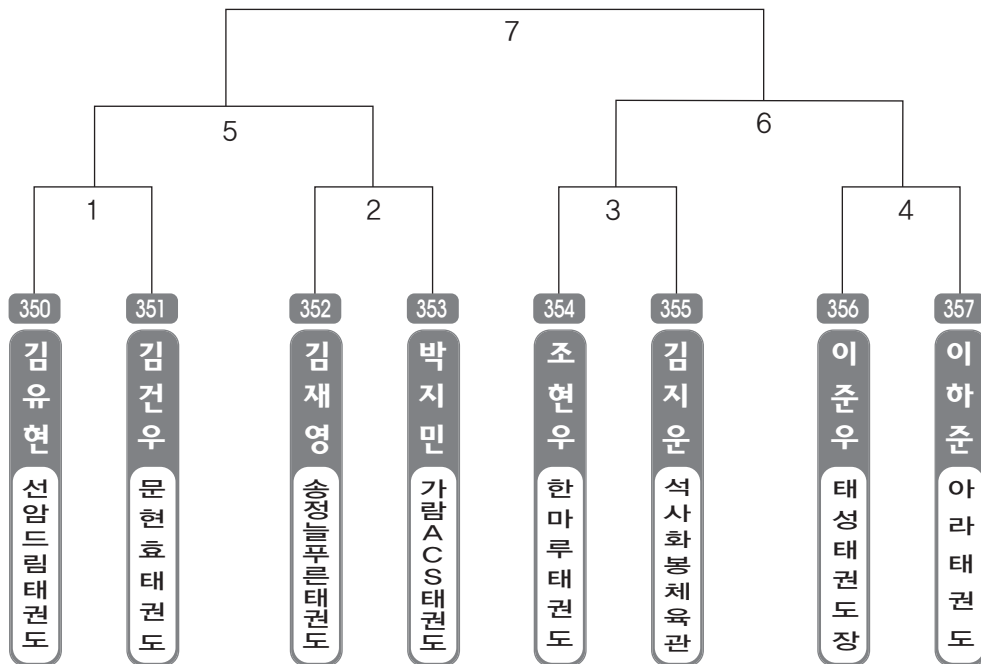 7
5
6
1
2
3
4
350
351
352
353
354
355
356
357
김유현
김건우
김재영
박지민
조현우
김지운
이준우
이하준
선암드림태권도
문현효태권도
송정늘푸른태권도
가람ACS태권도
한마루태권도
석사화봉체육관
태성태권도장
아라태권도